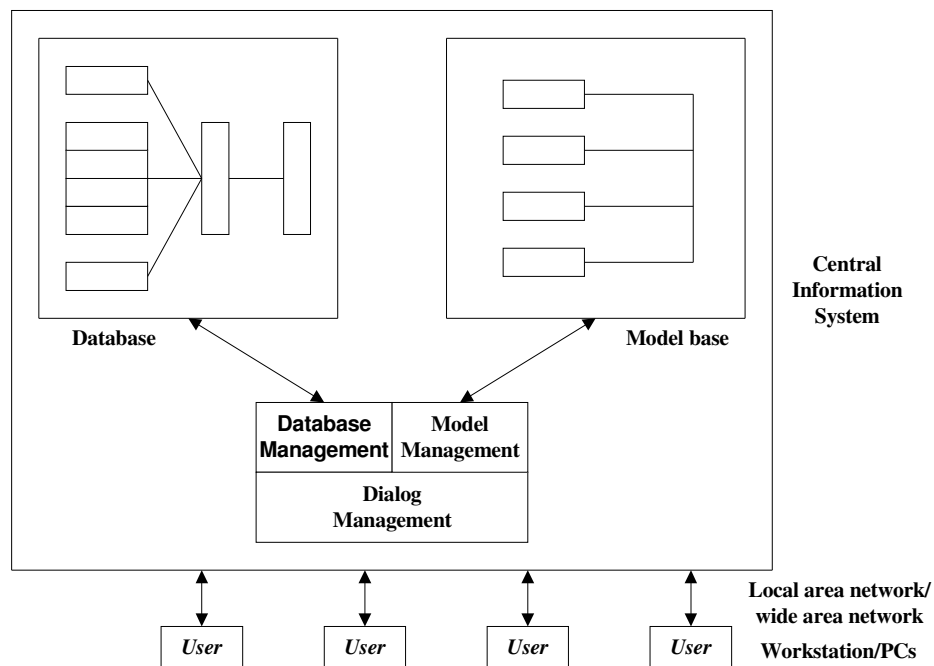 Database
Model base
Central
Information
System
Database
Management
Model
Management
Dialog
Management
Local area network/
wide area network
User
User
User
User
Workstation/PCs